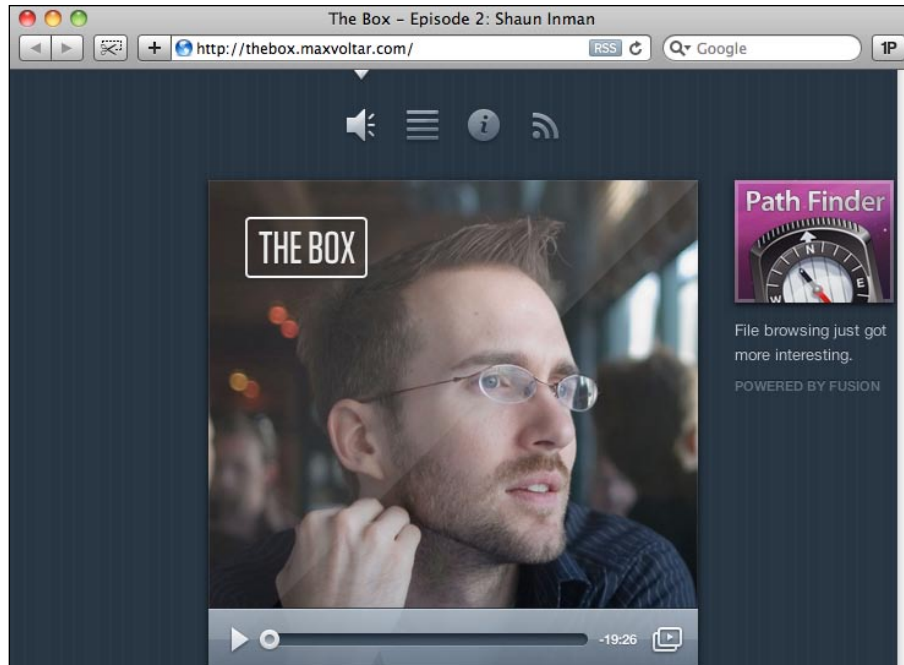 The Box – Episode 2: Shaun Inman
http://thebox.maxvoltar.com/
RSS
Google
1P
THE BOX
Path Finder
N
W
E
File browsing just got
more interesting.
POWERED BY FUSION
-19:26